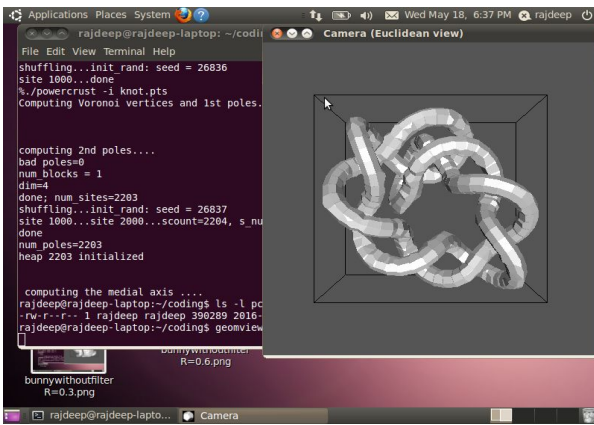 Applications Places System
Wed May 18, 6:37 PM rajdeep
rajdeep@rajdeep-laptop: ~/codin
Camera (Euclidean view)
File Edit View Terminal Help
shuffling...init_rand: seed = 26836
site 1000...done
%./powercrust -i knot.pts
Computing Voronoi vertices and 1st poles.
computing 2nd poles....
bad poles=0
num_blocks = 1
dim=4
done; num_sites=2203
shuffling...init_rand: seed = 26837
site 1000...site 2000...scount=2204, s_nu
done
num_poles=2203
heap 2203 initialized
computing the medial axis ....
rajdeep@rajdeep-laptop:~/coding$ ls -l pc
-rw-r--r-- 1 rajdeep rajdeep 390289 2016-
rajdeep@rajdeep-laptop:~/coding$ geomview
bunnywithoutfilter
R=0.6.png
bunnywithoutfilter
R=0.3.png
rajdeep@rajdeep-lapto...
Camera